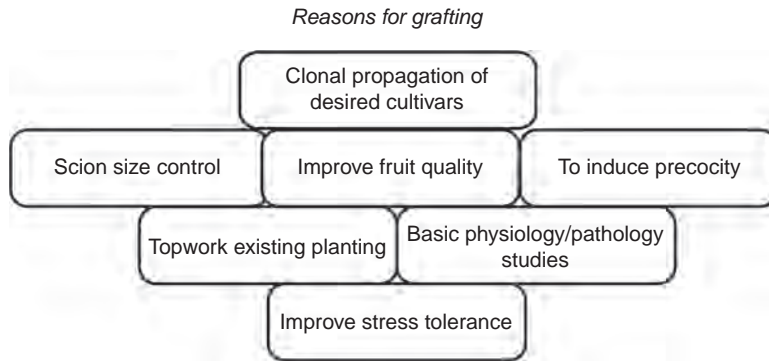 Reasons for grafting
Clonal propagation of
desired cultivars
Scion size control
Improve fruit quality
To induce precocity
Topwork existing planting
Basic physiology/pathology
studies
Improve stress tolerance